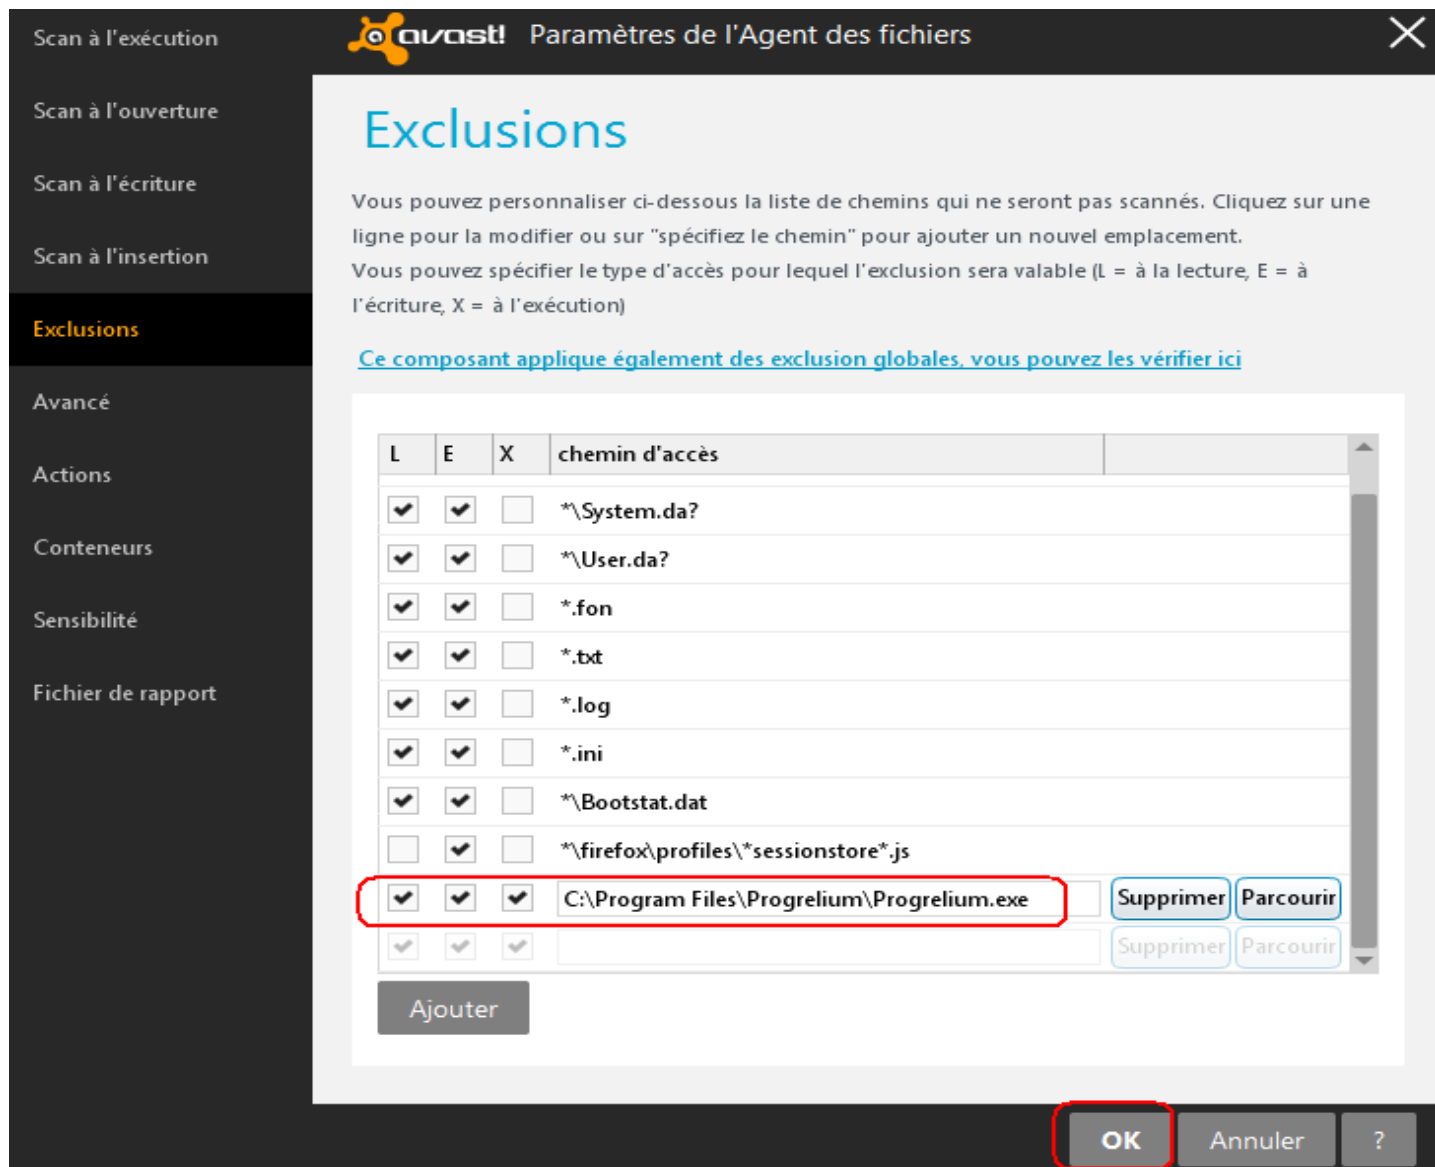 Scan à l'exécution
Scan à l'ouverture
Scan à l'écriture
Scan à l'insertion
Exclusions
Avancé
Actions
Conteneurs
Sensibilité
Fichier de rapport
avast! Paramètres de l'Agent des fichiers
Exclusions
Vous pouvez personnaliser ci-dessous la liste de chemins qui ne seront pas scannés. Cliquez sur une
ligne pour la modifier ou sur "spécifiez le chemin" pour ajouter un nouvel emplacement.
Vous pouvez spécifier le type d'accès pour lequel l'exclusion sera valable (L = à la lecture, E = à
l'écriture, X = à l'exécution)
Ce composant applique également des exclusion globales, vous pouvez les vérifier ici
L E X chemin d'accès
*\System.da?
*\User.da?
*.fon
*.txt
*.log
*.ini
*\Bootstat.dat
*\firefox\profiles\*sessionstore*.js
C:\Program Files\Progrelium\Progrelium.exe Supprimer Parcourir
Supprimer Parcourir
Ajouter
OK Annuler ?